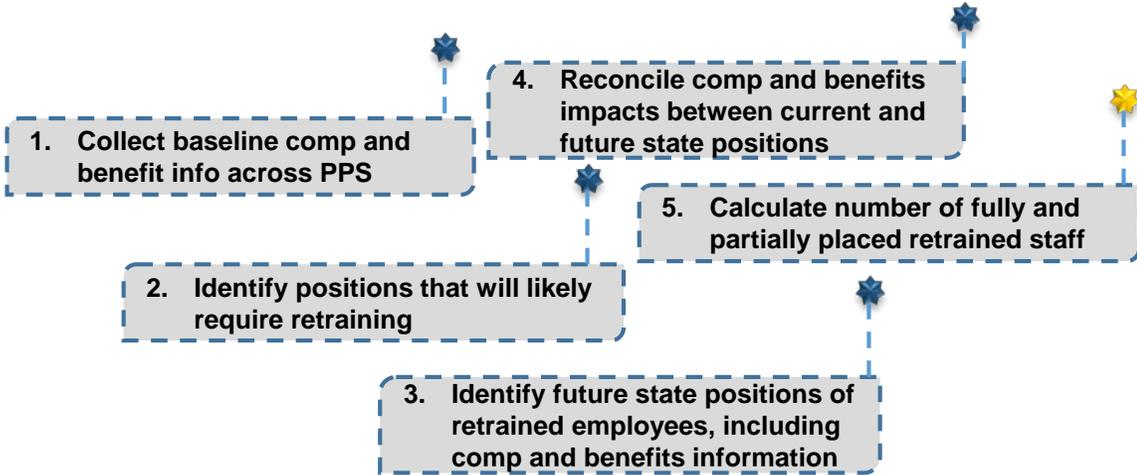 1. Collect baseline comp and
benefit info across PPS
2. Identify positions that will likely
require retraining
3. Identify future state positions of
retrained employees, including
comp and benefits information
4. Reconcile comp and benefits
impacts between current and
future state positions
5. Calculate number of fully and
partially placed retrained staff